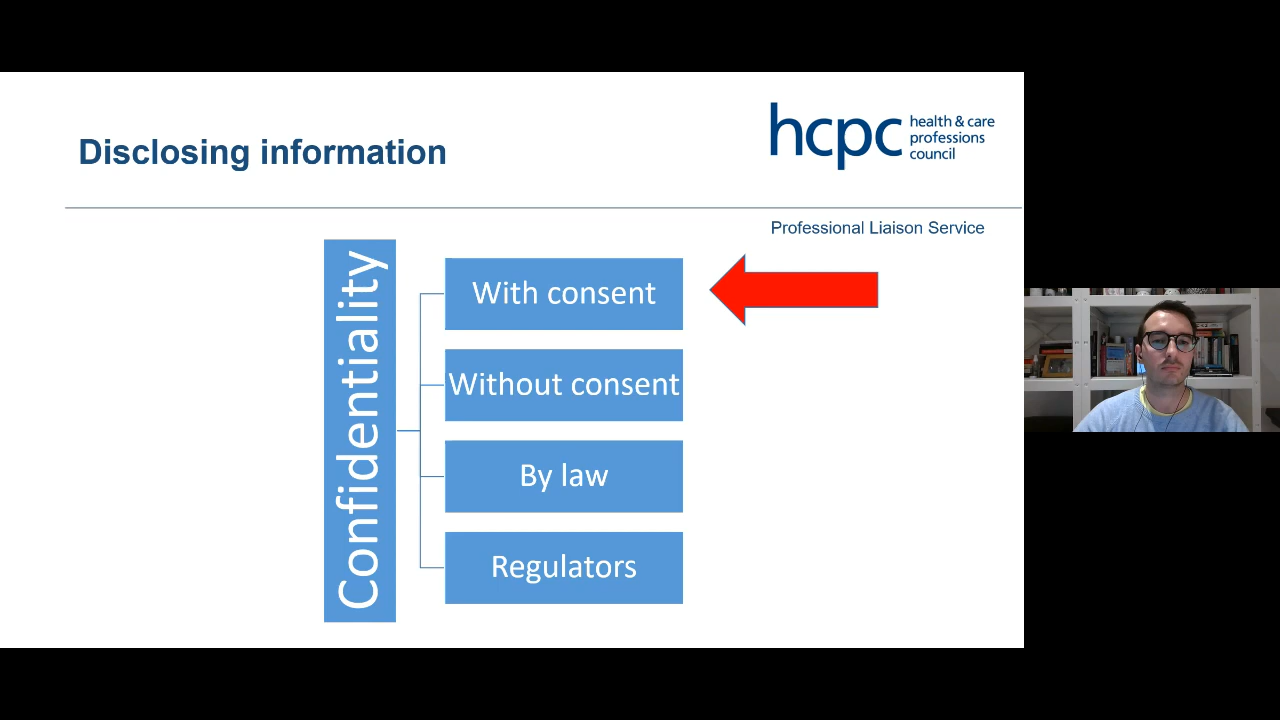 Disclosing information
hcpc
health & care
professions
council
Professional Liaison Service
Confidentiality
With consent
Without consent
By law
Regulators